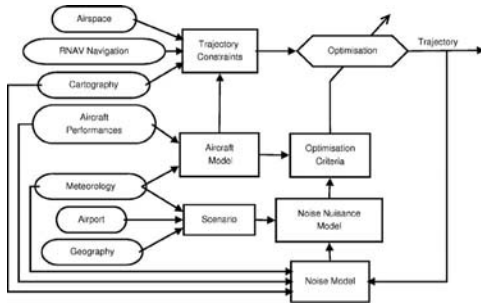 Airspace
RNAV Navigation
Cartography
Aircraft
Performances
Meteorology
Airport
Geography
Trajectory
Constraints
Aircraft
Model
Scenario
Optimisation
Trajectory
Optimisation
Criteria
Noise Nuisance
Model
Noise Model